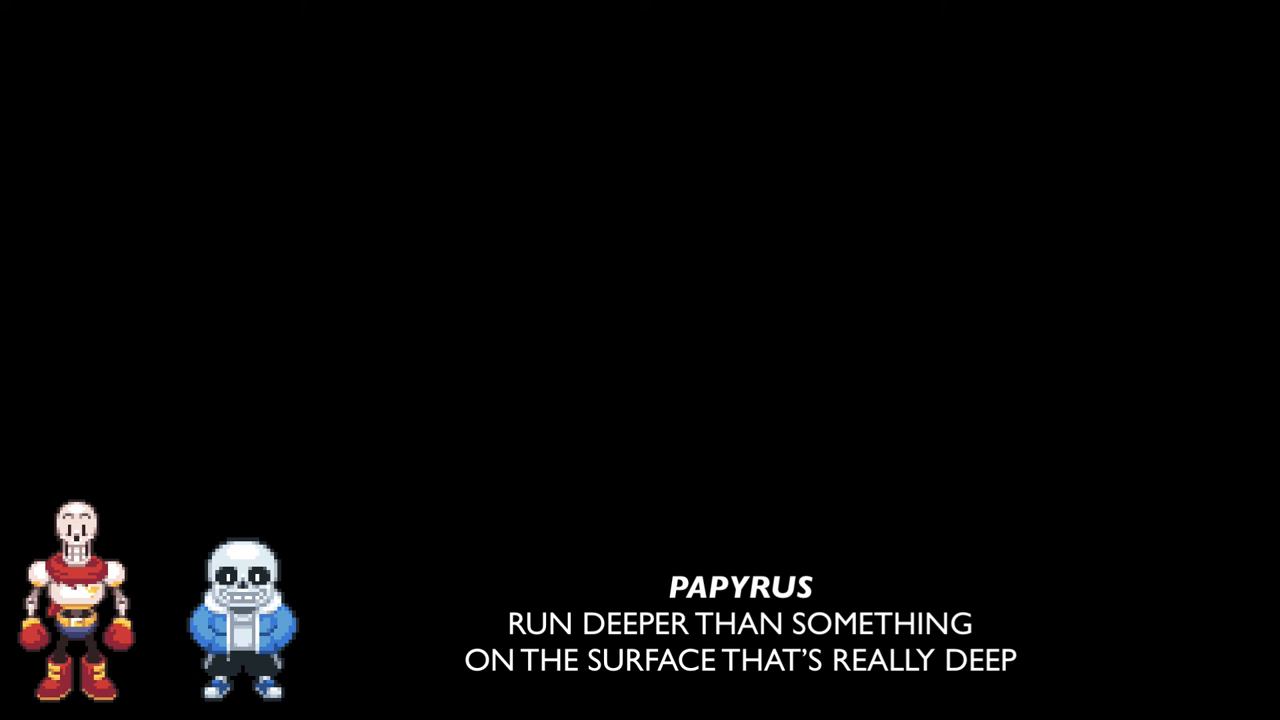 PAPYRUS
RUN DEEPER THAN SOMETHING
ON THE SURFACE THAT'S REALLY DEEP